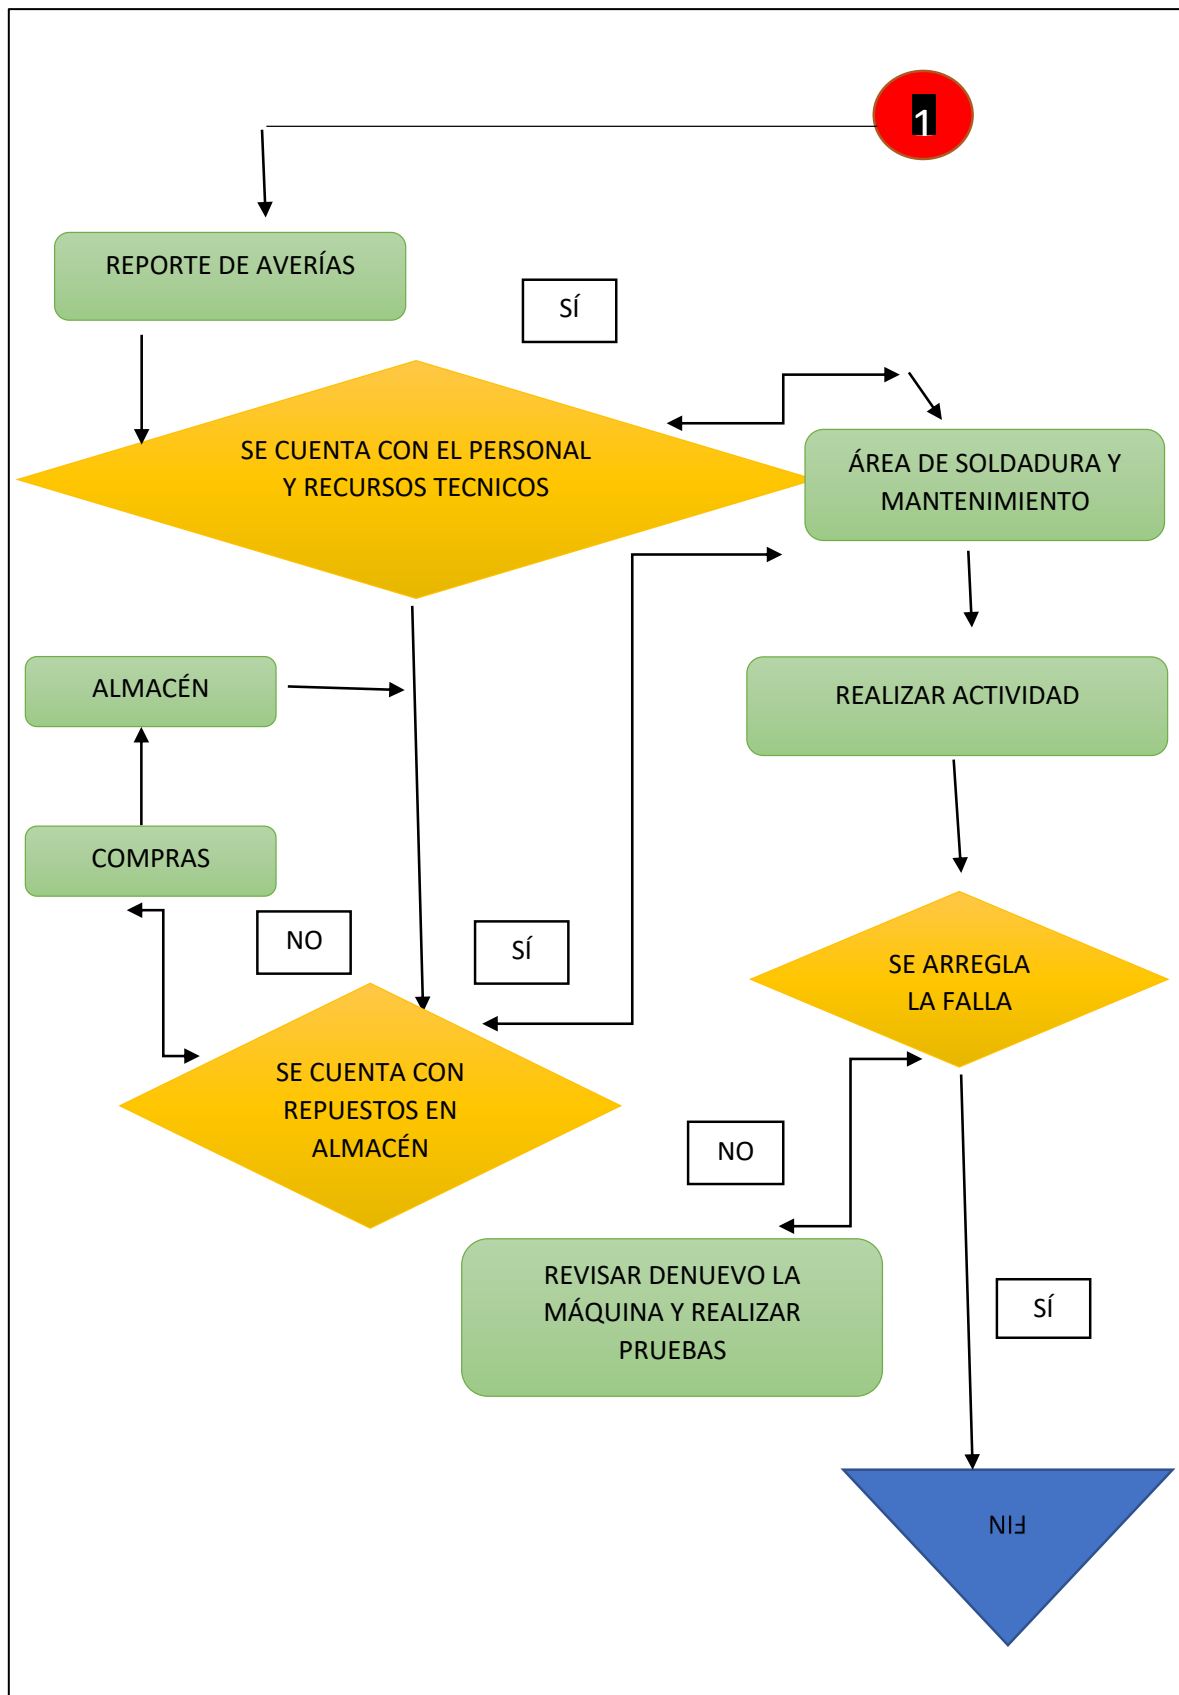 1
REPORTE DE AVERÍAS
SÍ
SE CUENTA CON EL PERSONAL
Y RECURSOS TECNICOS
ÁREA DE SOLDADURA Y
MANTENIMIENTO
ALMACÉN
REALIZAR ACTIVIDAD
COMPRAS
NO
SÍ
SE ARREGLA
LA FALLA
SE CUENTA CON
REPUESTOS EN
ALMACÉN
NO
REVISAR DENUEVO LA
MÁQUINA Y REALIZAR
PRUEBAS
SÍ
FIN